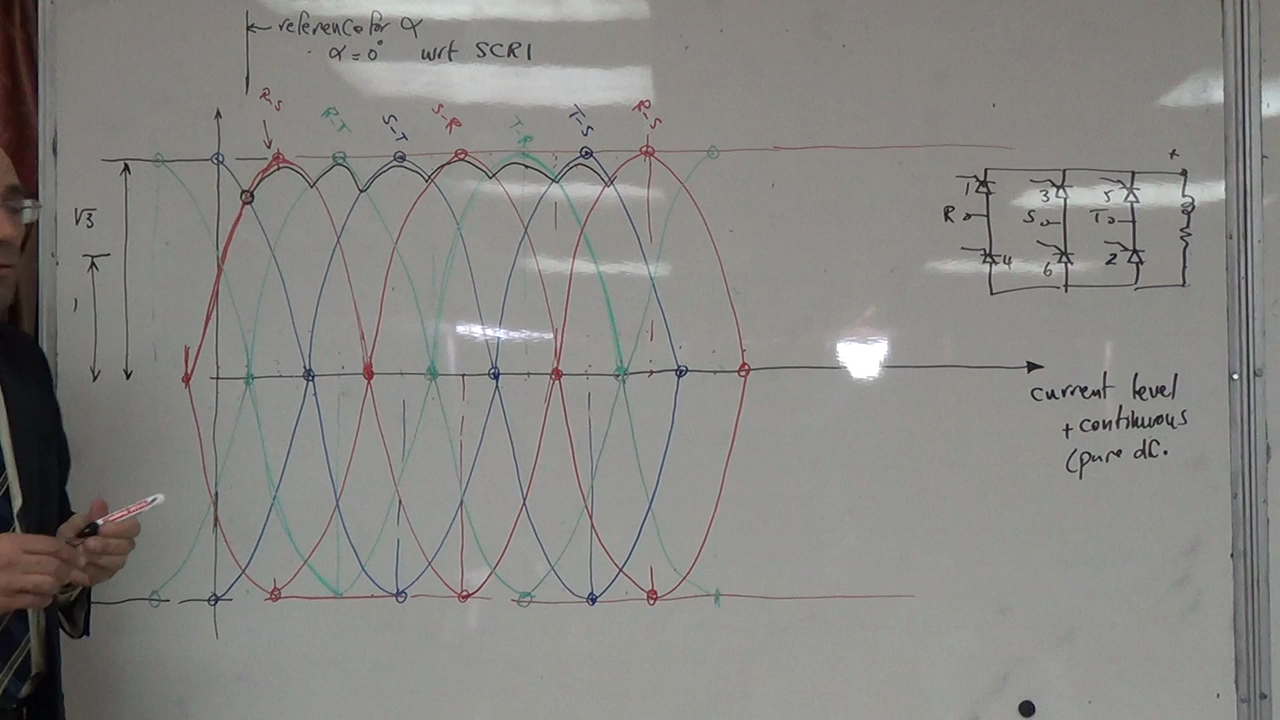 ← reference for α
α = 0° wrt SCR1
R-S
R-T
S-T
S-R
T-R
T-S
R-S
√3
1
+
1
3
5
R
S
T
4
6
2
current level
+ continuous
(pure dC.